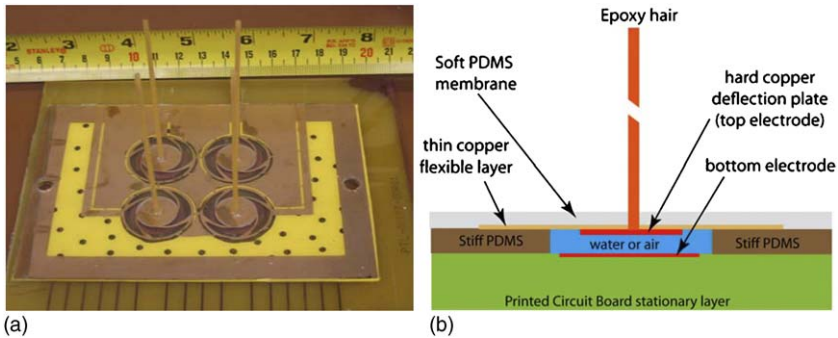 2 3 4 5 6 7 8
STANLEY
10 20
Epoxy hair
Soft PDMS
membrane
hard copper
deflection plate
(top electrode)
thin copper
flexible layer
bottom electrode
Stiff PDMS
water or air
Stiff PDMS
Printed Circuit Board stationary layer
(a)
(b)